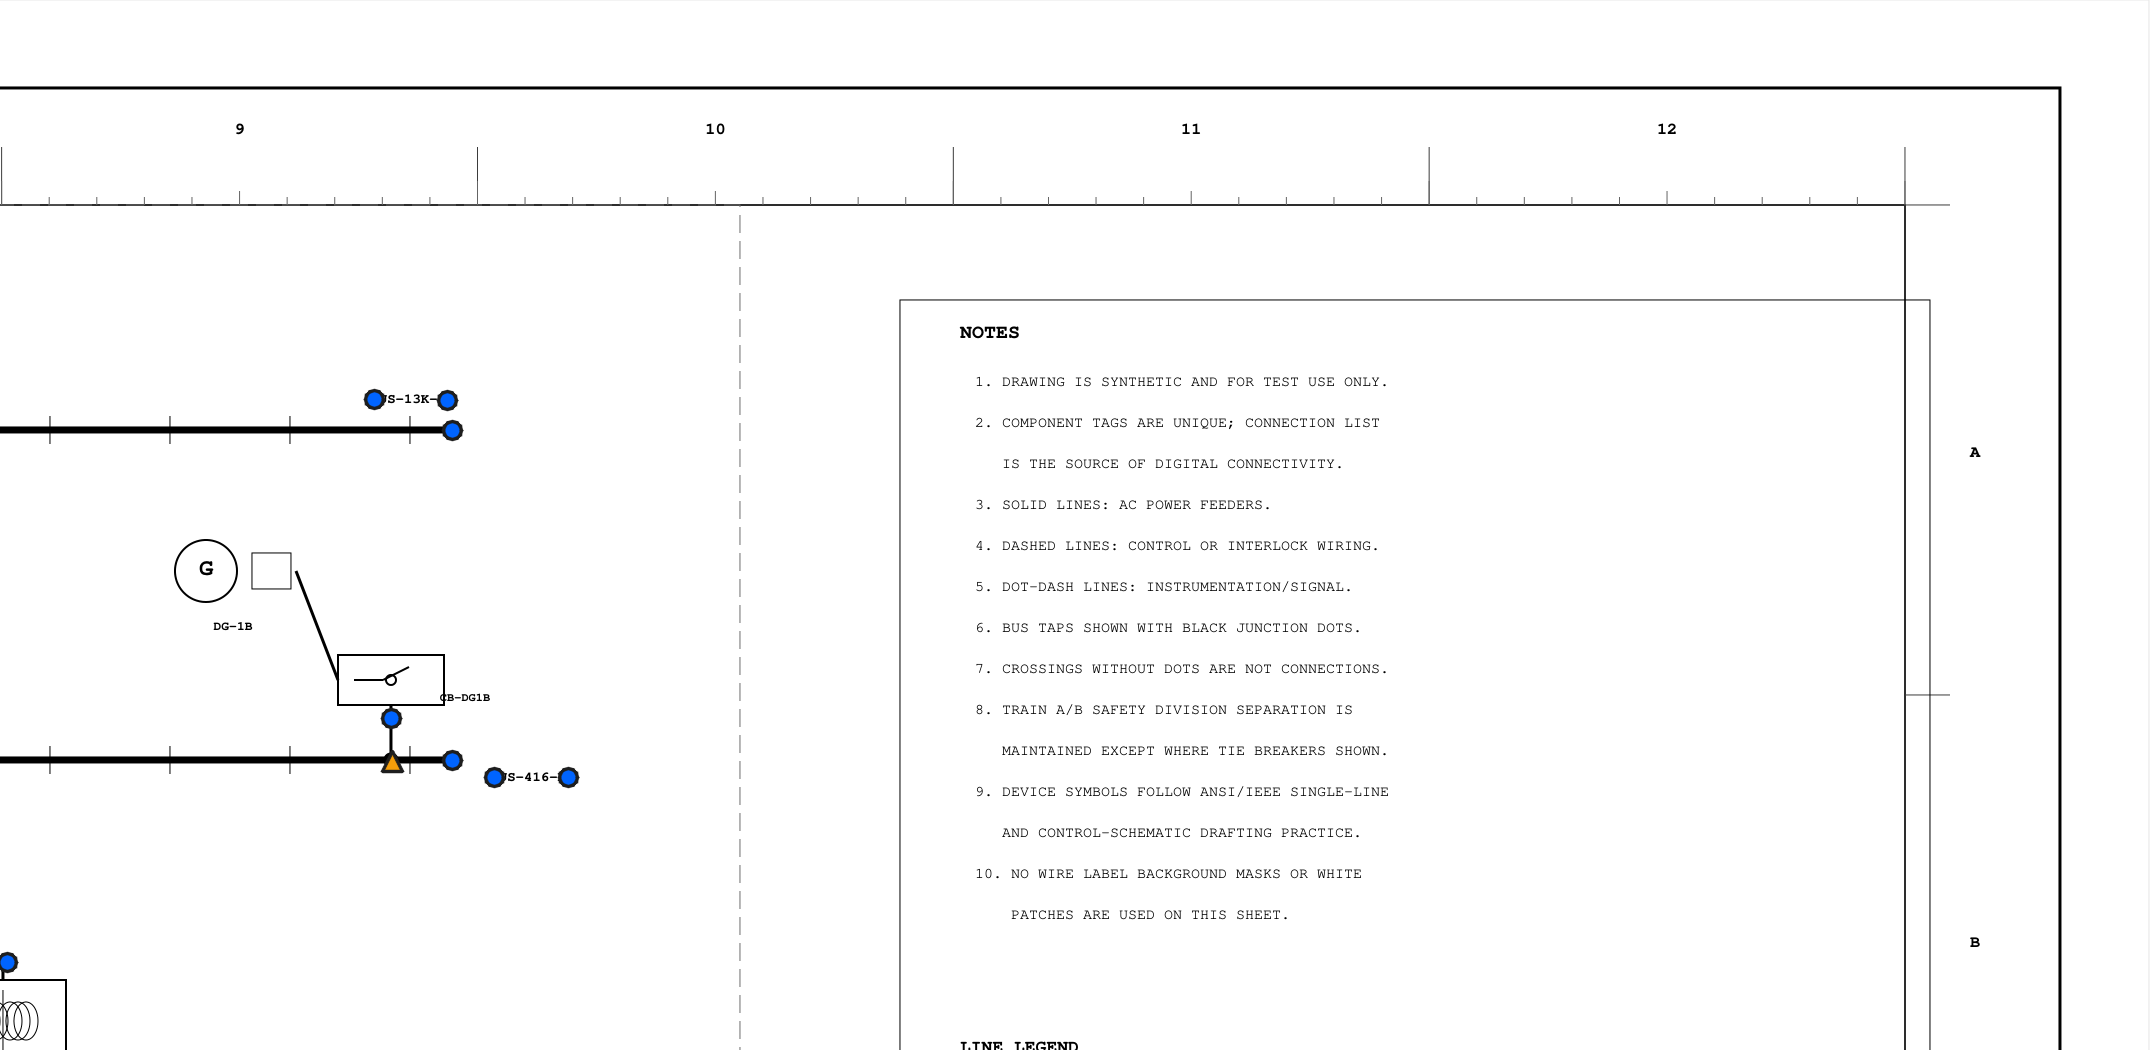 9 10 11 12
NOTES
1. DRAWING IS SYNTHETIC AND FOR TEST USE ONLY.
2. COMPONENT TAGS ARE UNIQUE; CONNECTION LIST
IS THE SOURCE OF DIGITAL CONNECTIVITY.
3. SOLID LINES: AC POWER FEEDERS.
4. DASHED LINES: CONTROL OR INTERLOCK WIRING.
5. DOT-DASH LINES: INSTRUMENTATION/SIGNAL.
6. BUS TAPS SHOWN WITH BLACK JUNCTION DOTS.
7. CROSSINGS WITHOUT DOTS ARE NOT CONNECTIONS.
8. TRAIN A/B SAFETY DIVISION SEPARATION IS
MAINTAINED EXCEPT WHERE TIE BREAKERS SHOWN.
9. DEVICE SYMBOLS FOLLOW ANSI/IEEE SINGLE-LINE
AND CONTROL-SCHEMATIC DRAFTING PRACTICE.
10. NO WIRE LABEL BACKGROUND MASKS OR WHITE
PATCHES ARE USED ON THIS SHEET.
LINE LEGEND
G
DG-1B
CB-DG1B
A
B